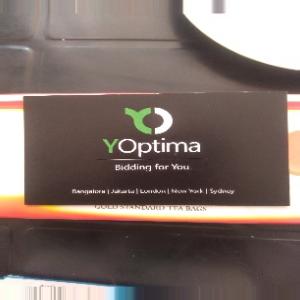 YOptima
Bidding for You
Bangalore | Jakarta | London | New York | Sydney
GOLD STANDARD TEA BAGS